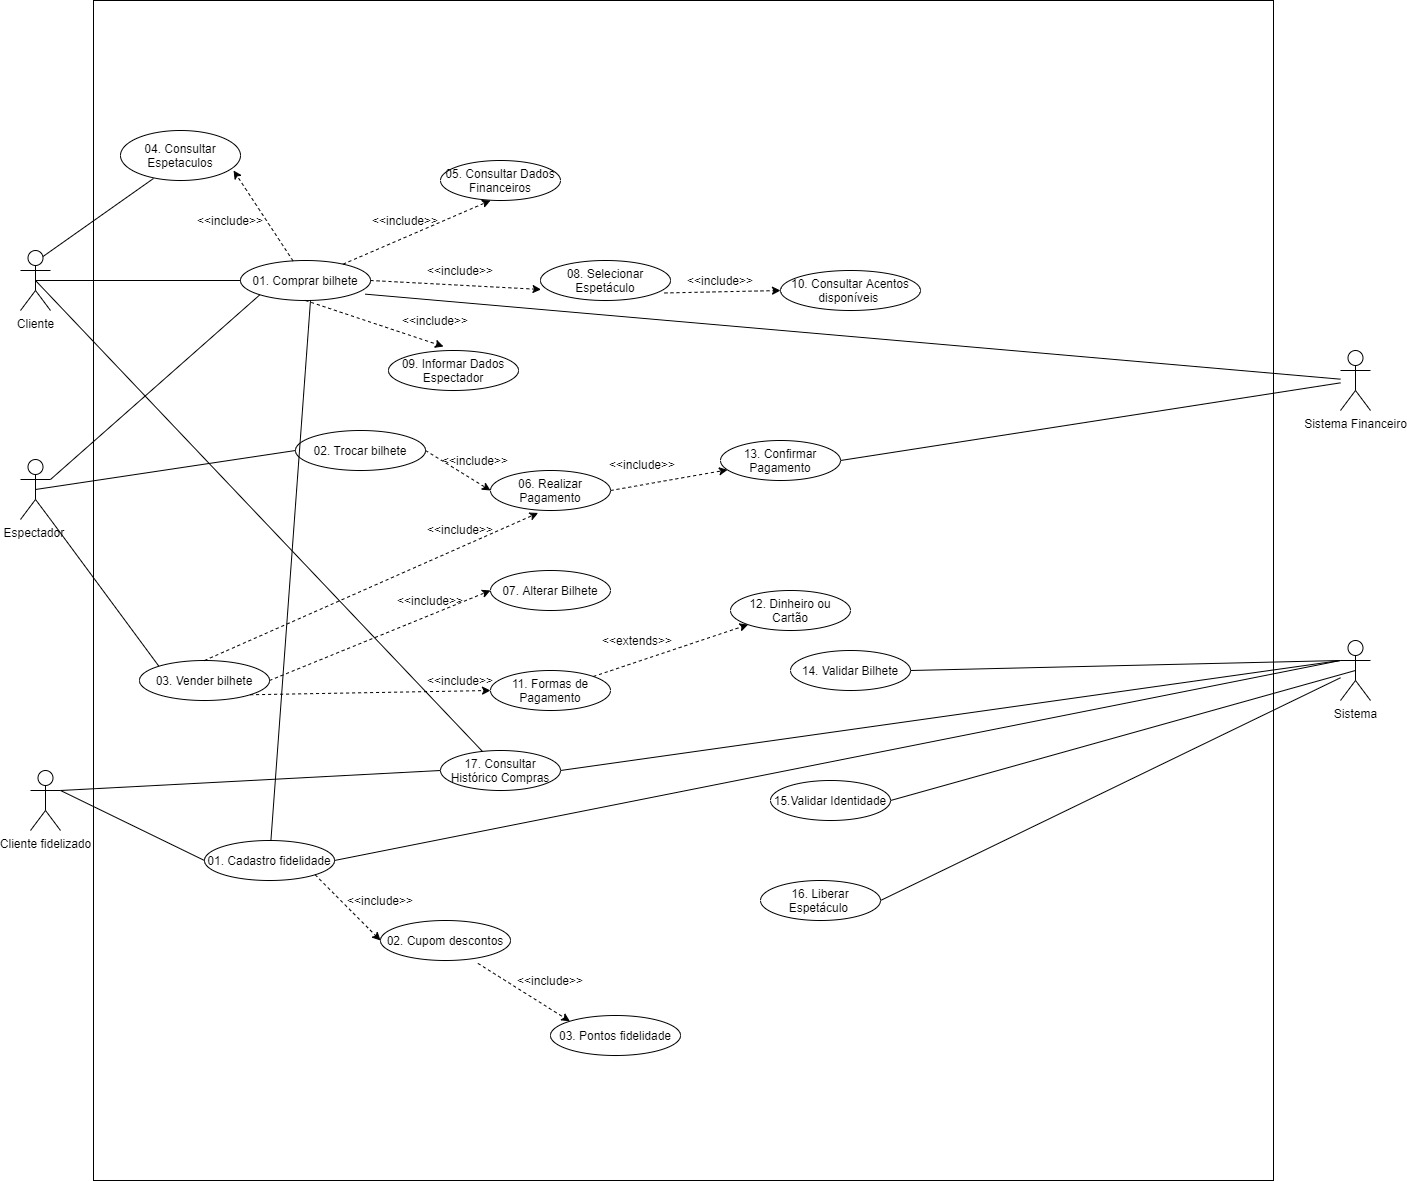 04. Consultar
Espetaculos
05. Consultar Dados
Financeiros
<<include>>
<<include>>
Cliente
01. Comprar bilhete
<<include>>
08. Selecionar
Espetáculo
<<include>>
10. Consultar Acentos
disponíveis
<<include>>
09. Informar Dados
Espectador
Sistema Financeiro
02. Trocar bilhete
<<include>>
<<include>>
13. Confirmar
Pagamento
06. Realizar
Pagamento
Espectador
<<include>>
07. Alterar Bilhete
<<include>>
12. Dinheiro ou
Cartão
<<extends>>
03. Vender bilhete
<<include>>
11. Formas de
Pagamento
14. Validar Bilhete
Sistema
17. Consultar
Histórico Compras
15.Validar Identidade
Cliente fidelizado
01. Cadastro fidelidade
<<include>>
16. Liberar
Espetáculo
02. Cupom descontos
<<include>>
03. Pontos fidelidade